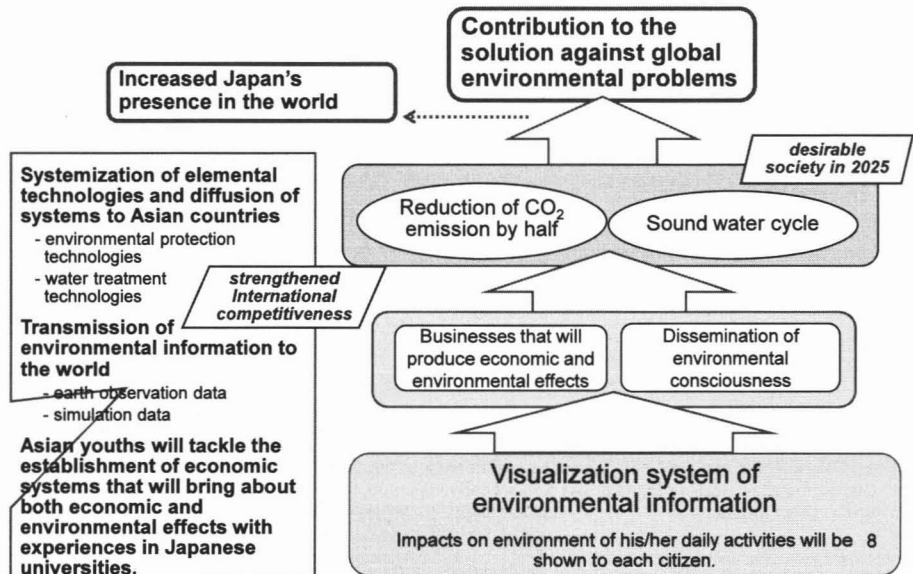 Contribution to the
solution against global
environmental problems
Increased Japan's
presence in the world
desirable
society in 2025
Reduction of CO2
emission by half
Sound water cycle
Systemization of elemental
technologies and diffusion of
systems to Asian countries
- environmental protection
technologies
- water treatment
technologies
strengthened
International
competitiveness
Transmission of
environmental information to
the world
- earth observation data
- simulation data
Asian youths will tackle the
establishment of economic
systems that will bring about
both economic and
environmental effects with
experiences in Japanese
universities.
Businesses that will
produce economic and
environmental effects
Dissemination of
environmental
consciousness
Visualization system of
environmental information
Impacts on environment of his/her daily activities will be
shown to each citizen.
8